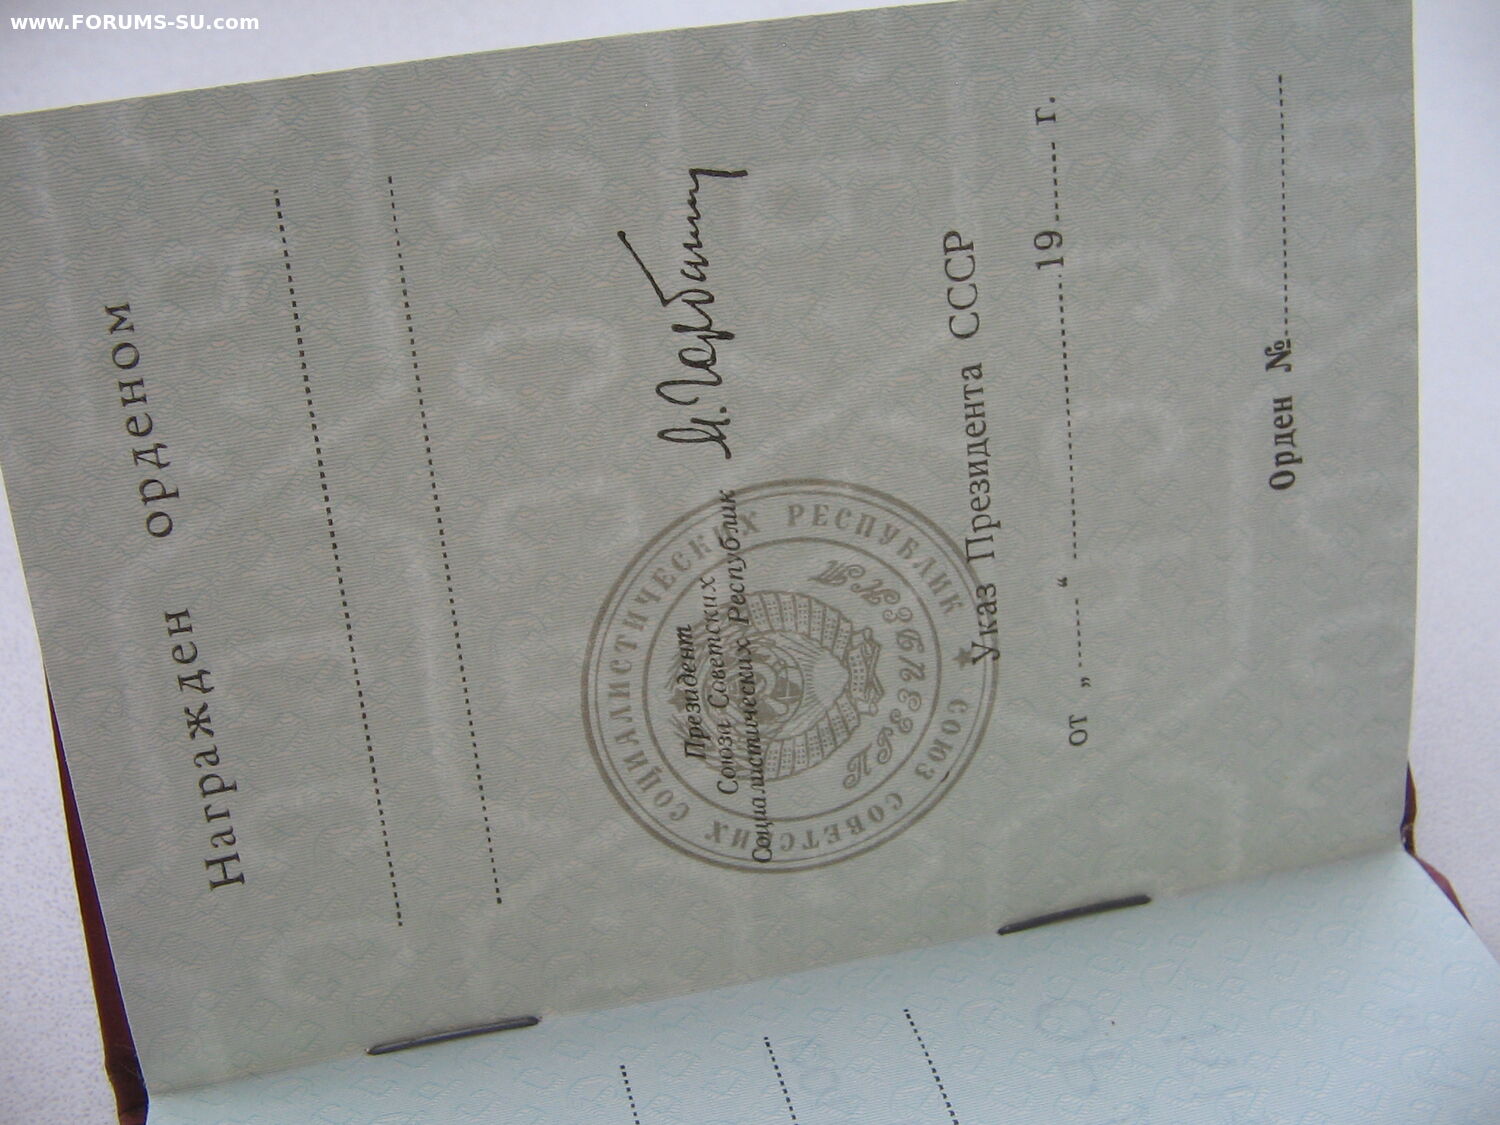 www.FORUMS-SU.com
Награжден орденом
Президент
Союза Советских
Социалистических Республик
М. Горбачев
СОЮЗ СОВЕТСКИХ СОЦИАЛИСТИЧЕСКИХ РЕСПУБЛИК
ПРЕЗИДЕНТ
Указ Президента СССР
от „ “ 19 г.
Орден №